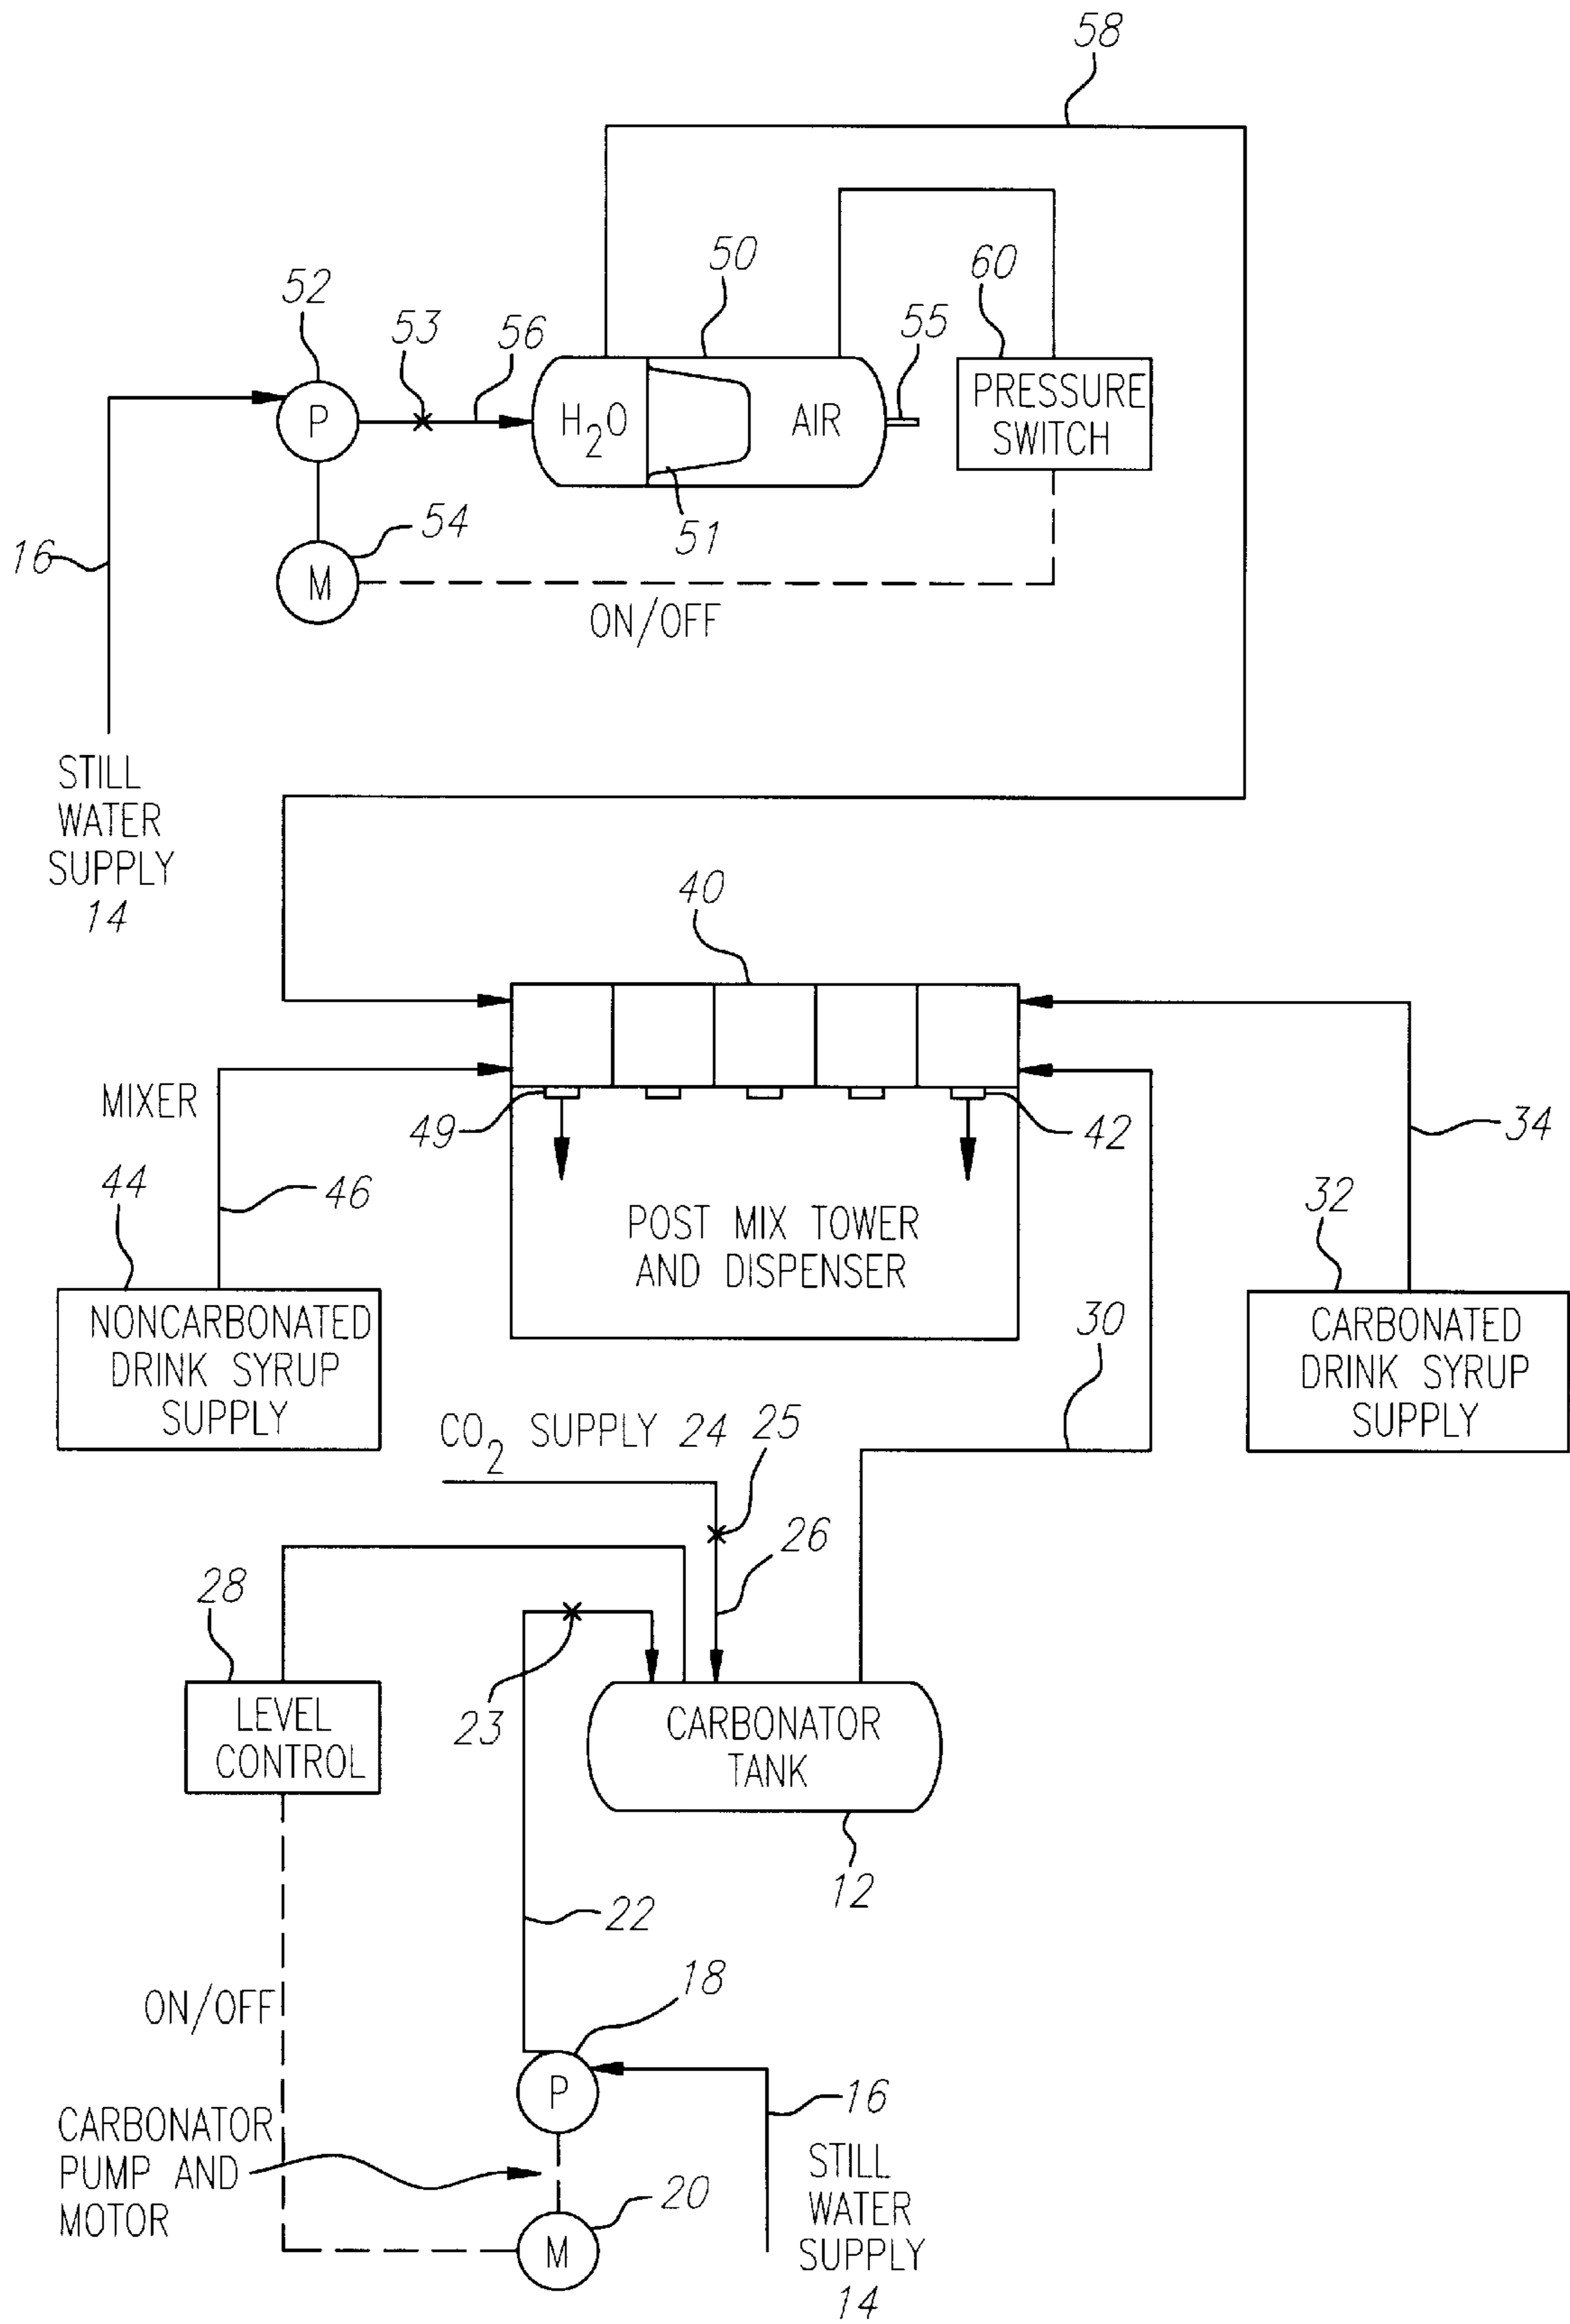 58
50
60
55
52
53
56
P
H2O
AIR
PRESSURE
SWITCH
51
54
16
M
ON/OFF
STILL
WATER
SUPPLY
14
40
MIXER
49
42
34
44
46
32
POST MIX TOWER
AND DISPENSER
30
NONCARBONATED
DRINK SYRUP
SUPPLY
CARBONATED
DRINK SYRUP
SUPPLY
CO2 SUPPLY 24
25
26
28
23
LEVEL
CONTROL
CARBONATOR
TANK
12
22
18
ON/OFF
P
16
CARBONATOR
PUMP AND
MOTOR
20
M
STILL
WATER
SUPPLY
14